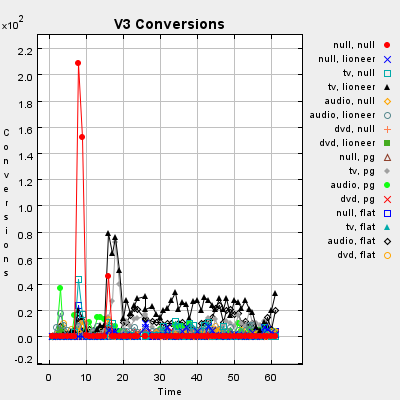 V3 Conversions
x10²
2.2
2.0
1.8
1.6
1.4
1.2
1.0
0.8
0.6
0.4
0.2
0.0
-0.2
Conversions
0
10
20
30
40
50
60
Time
null, null
null, lioneer
tv, null
tv, lioneer
audio, null
audio, lioneer
dvd, null
dvd, lioneer
null, pg
tv, pg
audio, pg
dvd, pg
null, flat
tv, flat
audio, flat
dvd, flat